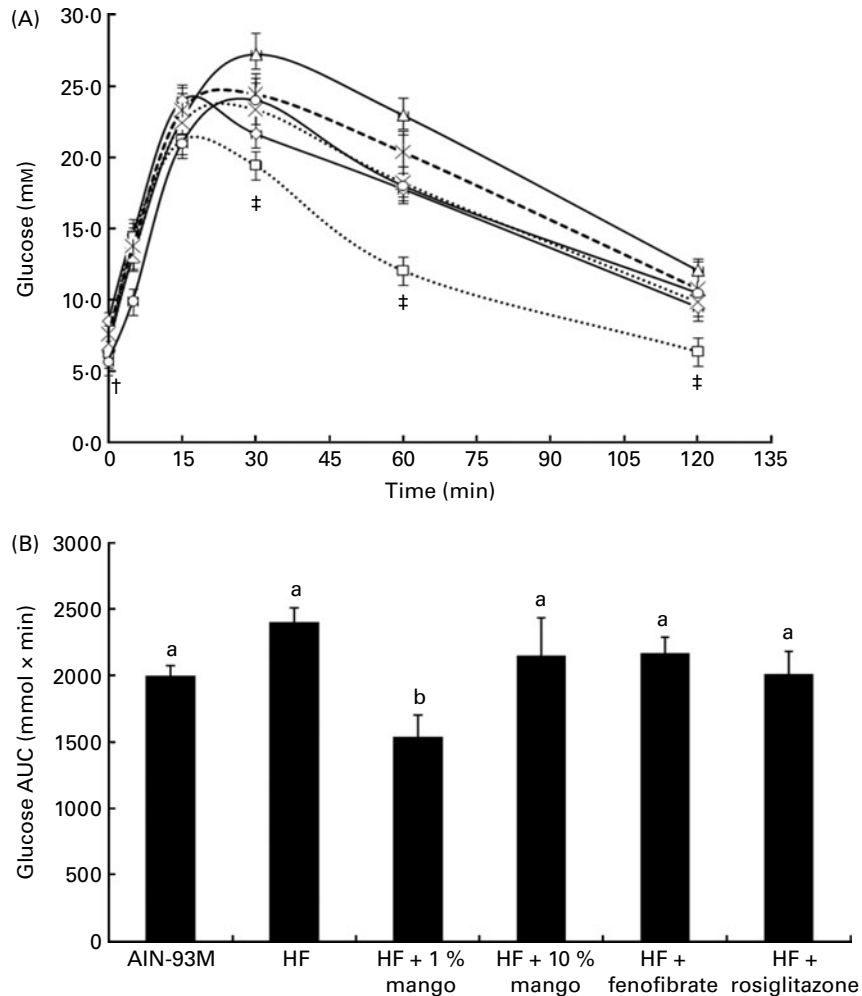 (A)
30·0
25·0
20·0
15·0
10·0
5·0
0·0
Glucose (mM)
†
‡
‡
‡
0 15 30 45 60 75 90 105 120 135
Time (min)
(B)
3000
2500
2000
1500
1000
500
0
Glucose AUC (mmol × min)
a a b a a a
AIN-93M HF HF + 1 % HF + 10 % HF + HF +
mango mango fenofibrate rosiglitazone